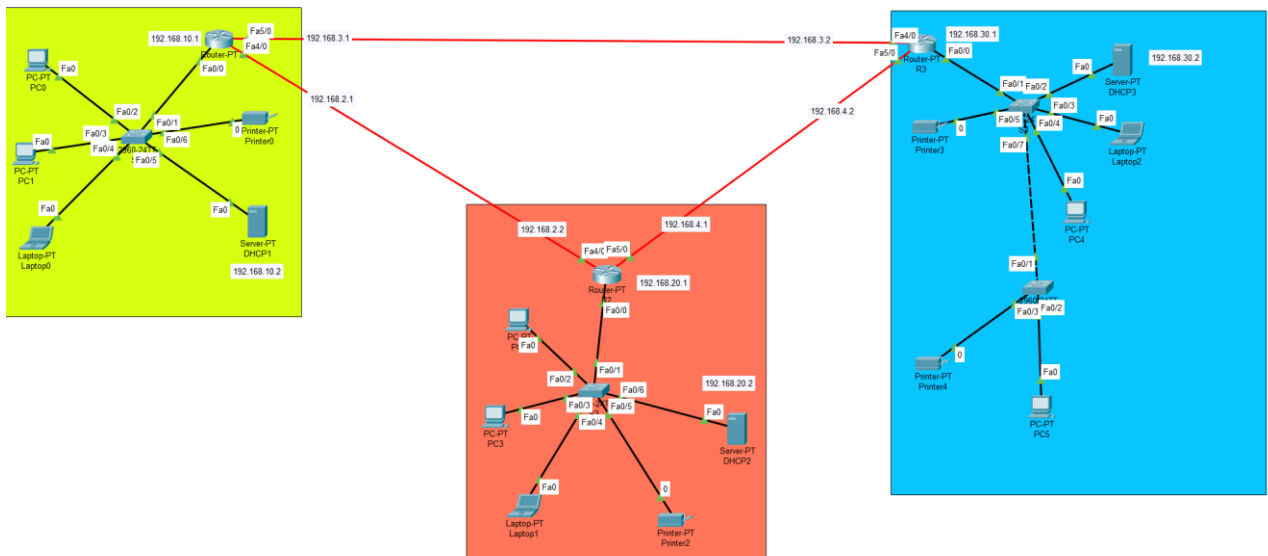 192.168.10.1
Fa5/0
Fa4/0
Router-PT
Fa0/0
192.168.3.1
192.168.2.1
Fa0
PC-PT
PC0
Fa0/2
Fa0/1
Fa0/3
Fa0/6
Fa0/4
Fa0/5
2960-24TT
0
Printer-PT
Printer0
Fa0
PC-PT
PC1
Fa0
Laptop-PT
Laptop0
Fa0
Server-PT
DHCP1
192.168.10.2
192.168.3.2
192.168.4.2
Fa4/0
Fa5/0
192.168.30.1
Router-PT
R3
Fa0/0
Fa0
Server-PT
DHCP3
192.168.30.2
Fa0/1
Fa0/2
Fa0/3
Fa0/5
Fa0/4
Fa0/7
0
Printer-PT
Printer3
Fa0
Laptop-PT
Laptop2
Fa0
PC-PT
PC4
Fa0/1
Fa0/2
Fa0/3
0
Printer-PT
Printer4
Fa0
PC-PT
PC5
192.168.2.2
192.168.4.1
Fa4/0
Fa5/0
192.168.20.1
Router-PT
R2
Fa0/0
Fa0
Fa0/1
Fa0/2
Fa0/6
Fa0/3
Fa0/5
Fa0/4
192.168.20.2
Fa0
PC-PT
PC3
Fa0
Server-PT
DHCP2
Fa0
Laptop-PT
Laptop1
0
Printer-PT
Printer2